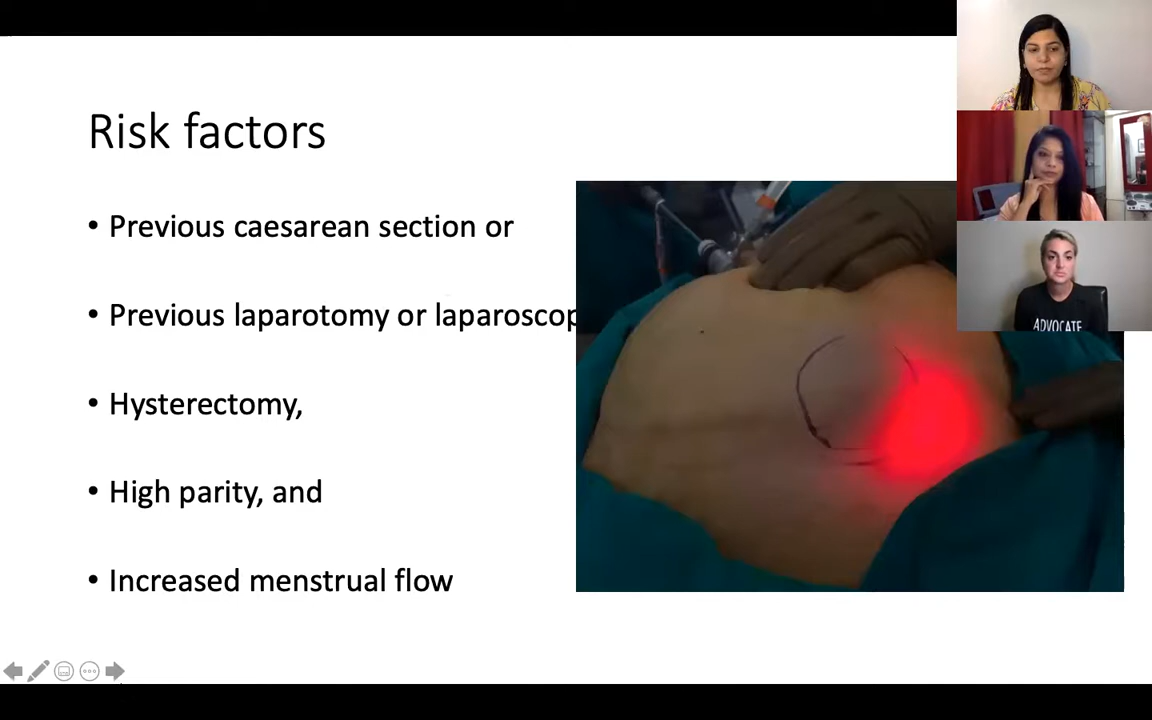 Risk factors
• Previous caesarean section or
• Previous laparotomy or laparoscop
• Hysterectomy,
• High parity, and
• Increased menstrual flow
ADVOCATE